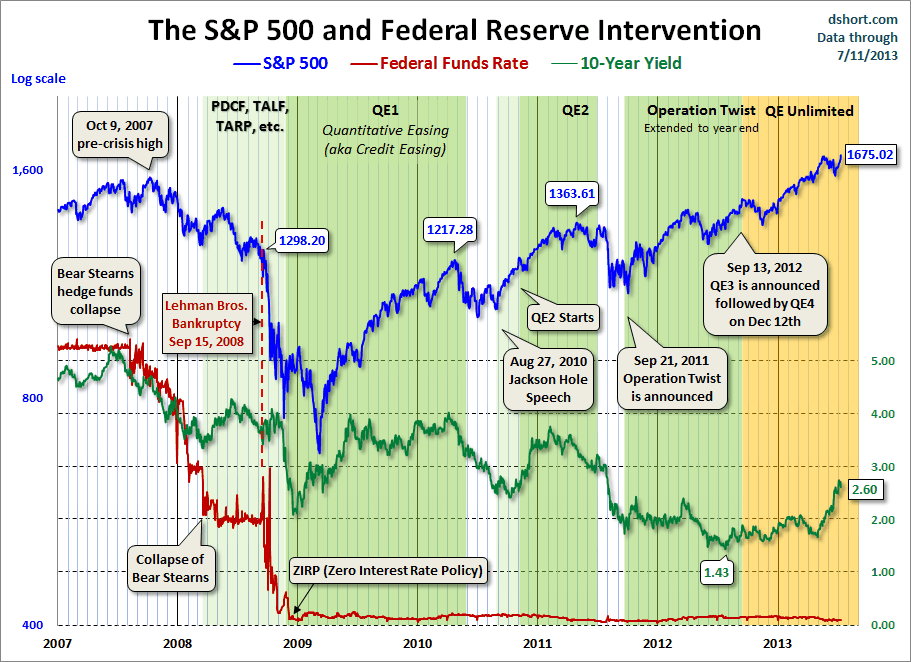 The S&P 500 and Federal Reserve Intervention
dshort.com
Data through
7/11/2013
S&P 500
Federal Funds Rate
10-Year Yield
Log scale
PDCF, TALF,
TARP, etc.
QE1
Quantitative Easing
(aka Credit Easing)
QE2
Operation Twist
Extended to year end
QE Unlimited
Oct 9, 2007
pre-crisis high
1,600
1675.02
1363.61
1217.28
1298.20
Bear Stearns
hedge funds
collapse
Lehman Bros.
Bankruptcy
Sep 15, 2008
Sep 13, 2012
QE3 is announced
followed by QE4
on Dec 12th
QE2 Starts
Aug 27, 2010
Jackson Hole
Speech
Sep 21, 2011
Operation Twist
is announced
5.00
800
4.00
3.00
2.60
2.00
Collapse of
Bear Stearns
ZIRP (Zero Interest Rate Policy)
1.43
1.00
400
0.00
2007
2008
2009
2010
2011
2012
2013